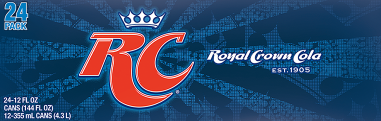 24
PACK
RC®
Royal Crown Cola
EST. 1905
24-12 FL OZ
CANS (144 FL OZ)
12-355 mL CANS (4.3 L)